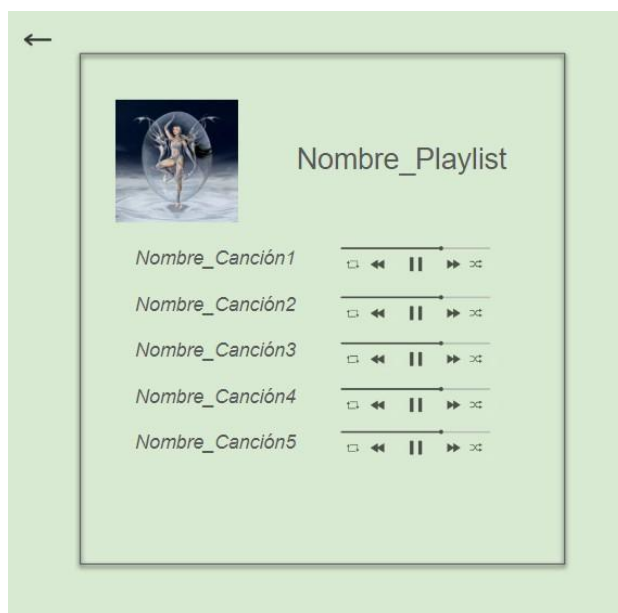 Nombre_Playlist
Nombre_Canción1
Nombre_Canción2
Nombre_Canción3
Nombre_Canción4
Nombre_Canción5